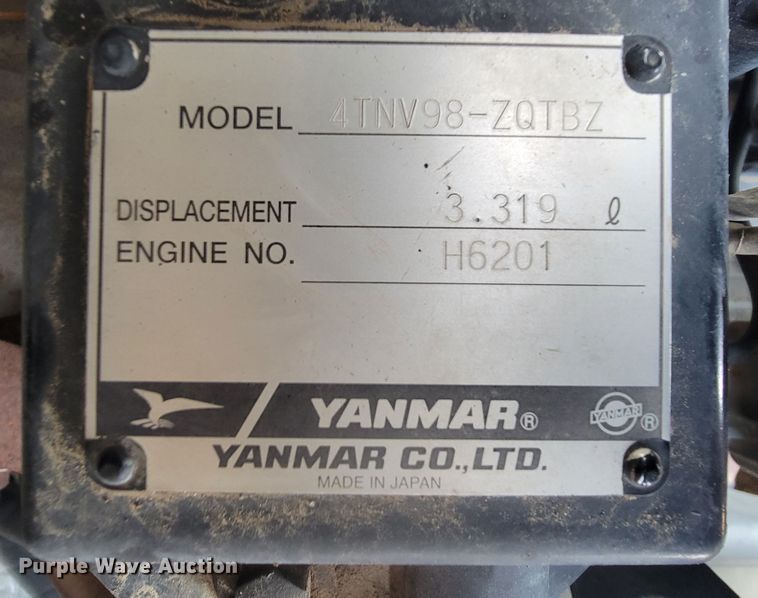 MODEL 4TNV98-ZQTBZ
DISPLACEMENT 3.319 ℓ
ENGINE NO. H6201
YANMAR® YANMAR ®
YANMAR CO.,LTD.
MADE IN JAPAN
Purple Wave Auction